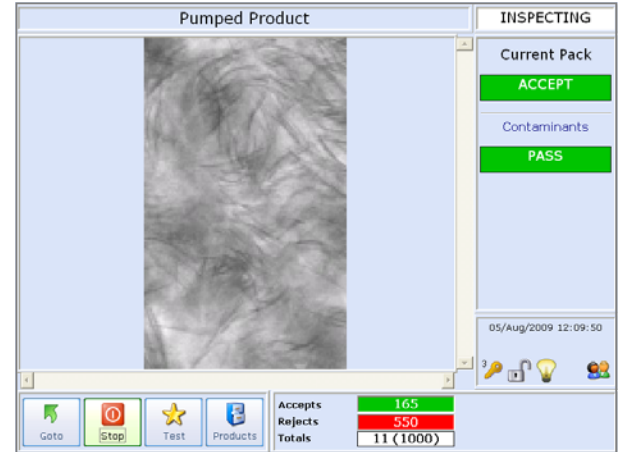 Pumped Product
INSPECTING
Current Pack
ACCEPT
Contaminants
PASS
05/Aug/2009 12:09:50
3
Goto
Stop
Test
Products
Accepts 165
Rejects 550
Totals 11 (1000)